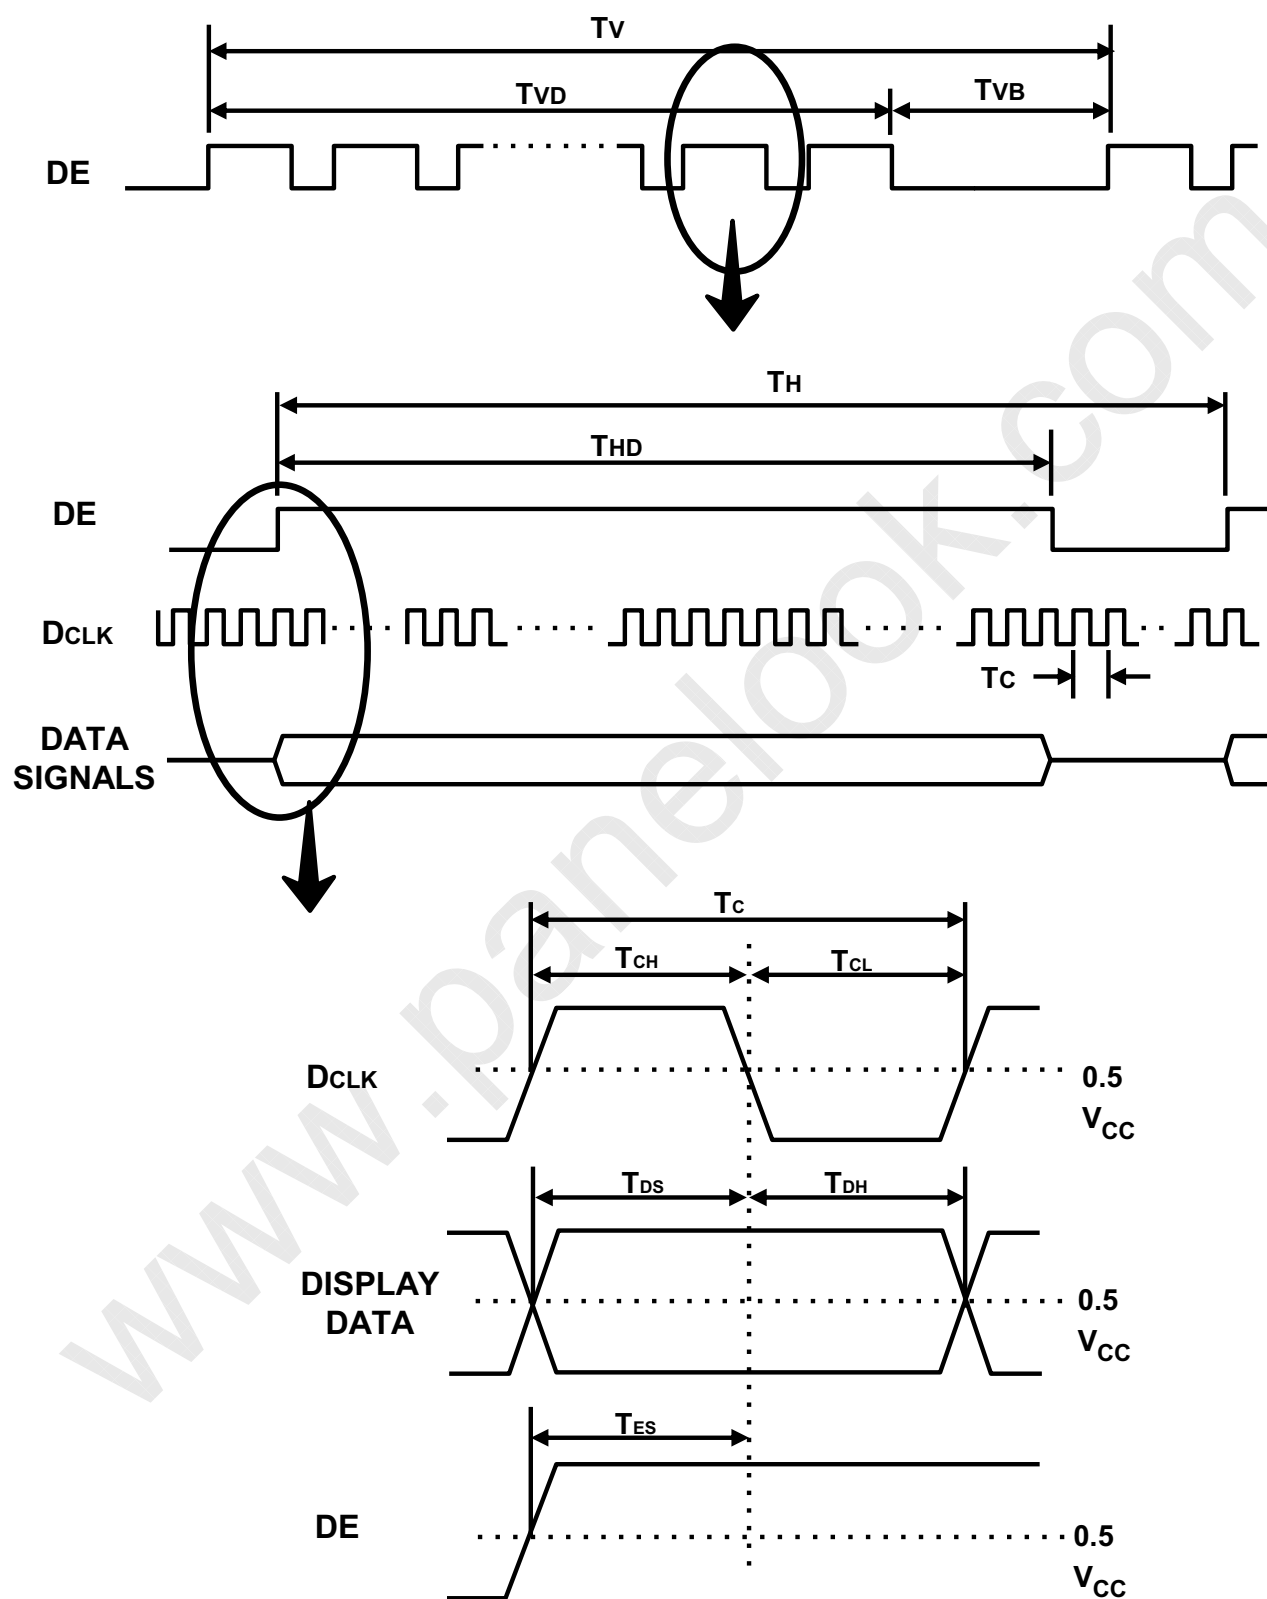 TV
TVD
TVB
DE
TH
THD
DE
DCLK
TC
DATA
SIGNALS
TC
TCH
TCL
DCLK
0.5
VCC
TDS
TDH
DISPLAY
DATA
0.5
VCC
TES
DE
0.5
VCC
www.panelook.com